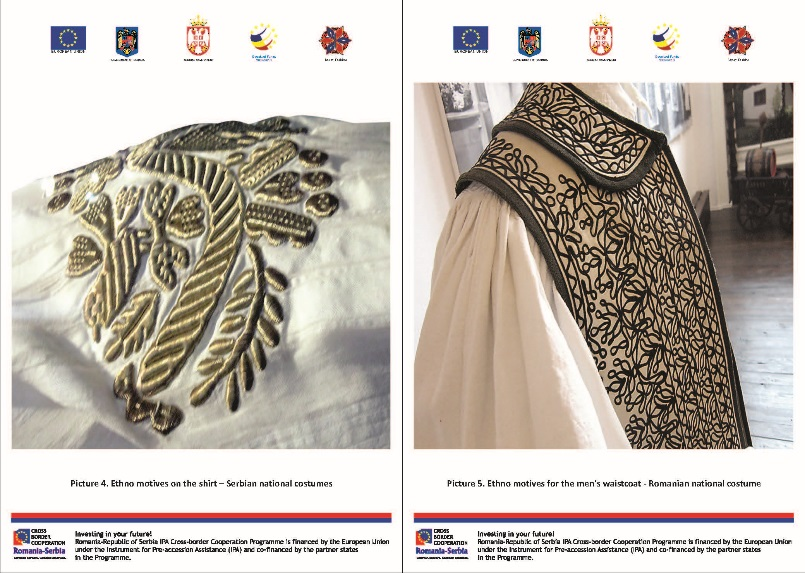 Picture 4. Ethno motives on the shirt – Serbian national costumes
CROSS
BORDER
COOPERATION
Romania-Serbia
Investing in your future!
Romania-Republic of Serbia IPA Cross-border Cooperation Programme is financed by the European Union
under the Instrument for Pre-accession Assistance (IPA) and co-financed by the partner states
in the Programme.
Picture 5. Ethno motives for the men's waistcoat - Romanian national costume
CROSS
BORDER
COOPERATION
Romania-Serbia
Investing in your future!
Romania-Republic of Serbia IPA Cross-border Cooperation Programme is financed by the European Union
under the Instrument for Pre-accession Assistance (IPA) and co-financed by the partner states
in the Programme.